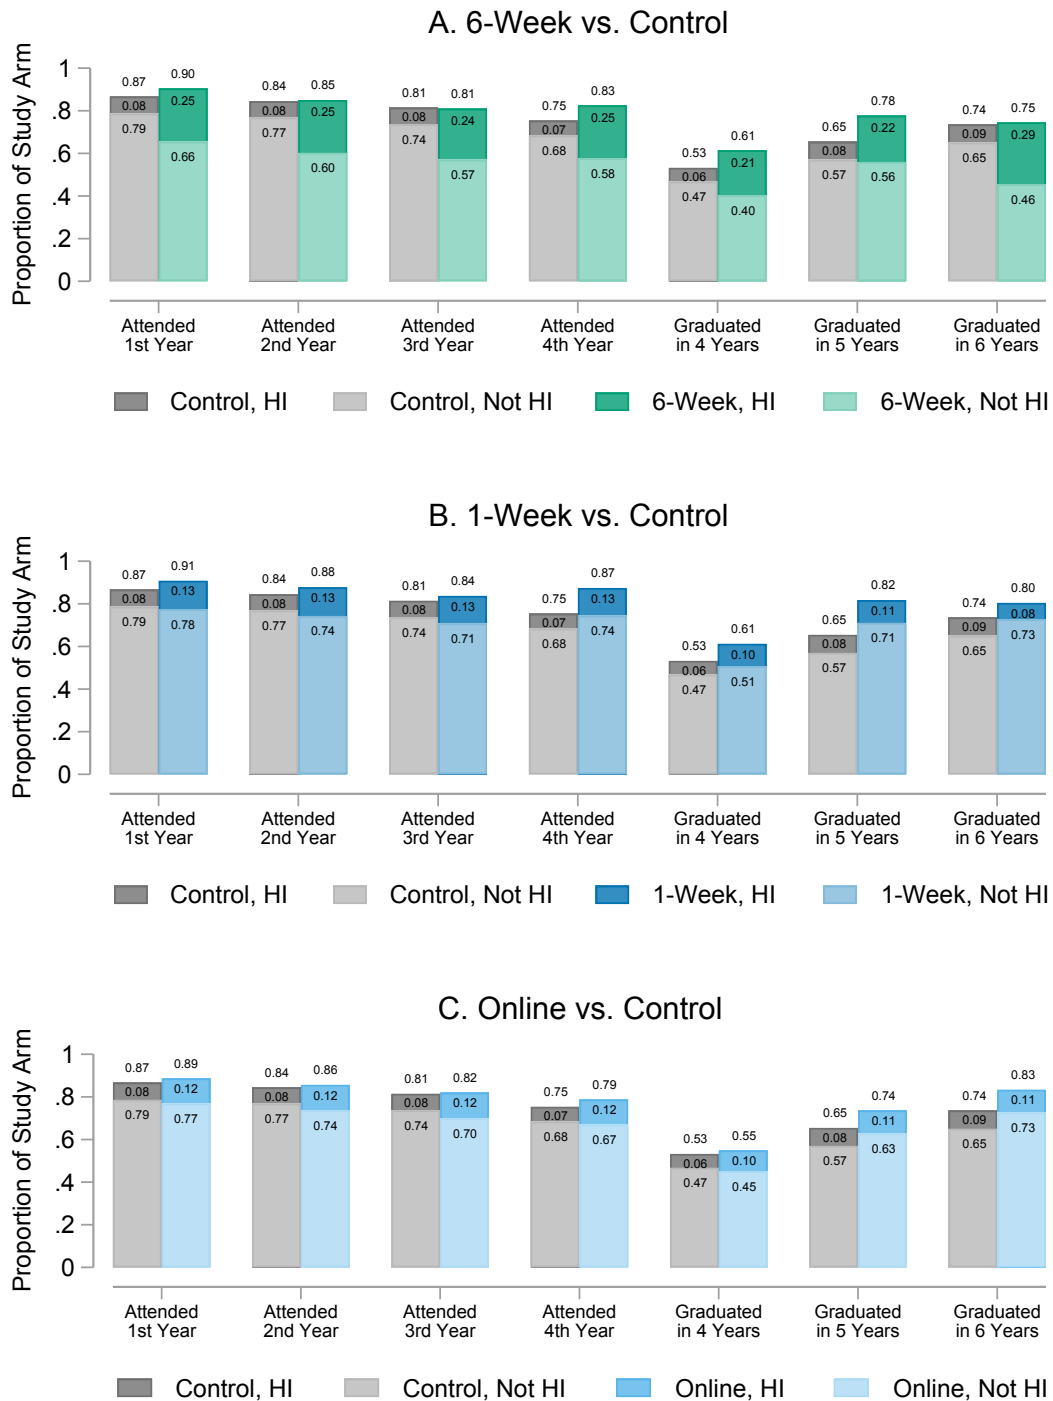 A. 6-Week vs. Control
Proportion of Study Arm
1
.8
.6
.4
.2
0
0.87 0.90 0.84 0.85 0.81 0.81 0.75 0.83 0.53 0.61 0.65 0.78 0.74 0.75
0.08 0.25 0.08 0.25 0.08 0.24 0.07 0.25 0.06 0.21 0.08 0.22 0.09 0.29
0.79 0.66 0.77 0.60 0.74 0.57 0.68 0.58 0.47 0.40 0.57 0.56 0.65 0.46
Attended Attended Attended Attended Graduated Graduated Graduated
1st Year 2nd Year 3rd Year 4th Year in 4 Years in 5 Years in 6 Years
Control, HI Control, Not HI 6-Week, HI 6-Week, Not HI
B. 1-Week vs. Control
Proportion of Study Arm
1
.8
.6
.4
.2
0
0.87 0.91 0.84 0.88 0.81 0.84 0.75 0.87 0.53 0.61 0.65 0.82 0.74 0.80
0.08 0.13 0.08 0.13 0.08 0.13 0.07 0.13 0.06 0.10 0.08 0.11 0.09 0.08
0.79 0.78 0.77 0.74 0.74 0.71 0.68 0.74 0.47 0.51 0.57 0.71 0.65 0.73
Attended Attended Attended Attended Graduated Graduated Graduated
1st Year 2nd Year 3rd Year 4th Year in 4 Years in 5 Years in 6 Years
Control, HI Control, Not HI 1-Week, HI 1-Week, Not HI
C. Online vs. Control
Proportion of Study Arm
1
.8
.6
.4
.2
0
0.87 0.89 0.84 0.86 0.81 0.82 0.75 0.79 0.53 0.55 0.65 0.74 0.74 0.83
0.08 0.12 0.08 0.12 0.08 0.12 0.07 0.12 0.06 0.10 0.08 0.11 0.09 0.11
0.79 0.77 0.77 0.74 0.74 0.70 0.68 0.67 0.47 0.45 0.57 0.63 0.65 0.73
Attended Attended Attended Attended Graduated Graduated Graduated
1st Year 2nd Year 3rd Year 4th Year in 4 Years in 5 Years in 6 Years
Control, HI Control, Not HI Online, HI Online, Not HI